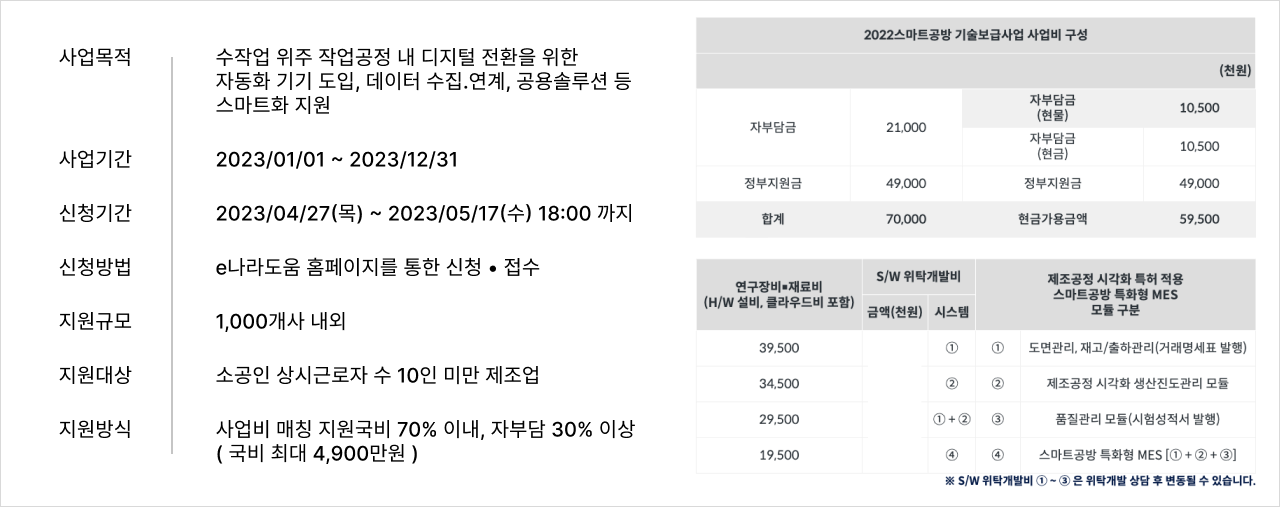 사업목적
수작업 위주 작업공정 내 디지털 전환을 위한
자동화 기기 도입, 데이터 수집.연계, 공용솔루션 등
스마트화 지원
사업기간
2023/01/01 ~ 2023/12/31
신청기간
2023/04/27(목) ~ 2023/05/17(수) 18:00 까지
신청방법
e나라도움 홈페이지를 통한 신청 • 접수
지원규모
1,000개사 내외
지원대상
소공인 상시근로자 수 10인 미만 제조업
지원방식
사업비 매칭 지원국비 70% 이내, 자부담 30% 이상
( 국비 최대 4,900만원 )
2022스마트공방 기술보급사업 사업비 구성
(천원)
자부담금 21,000
자부담금
(현물)
10,500
자부담금
(현금)
10,500
정부지원금 49,000 정부지원금 49,000
합계 70,000 현금가용금액 59,500
연구장비▪재료비
(H/W 설비, 클라우드비 포함)
S/W 위탁개발비
금액(천원) 시스템
제조공정 시각화 특허 적용
스마트공방 특화형 MES
모듈 구분
39,500 ① ① 도면관리, 재고/출하관리(거래명세표 발행)
34,500 ② ② 제조공정 시각화 생산진도관리 모듈
29,500 ① + ② ③ 품질관리 모듈(시험성적서 발행)
19,500 ④ ④ 스마트공방 특화형 MES [① + ② + ③]
※ S/W 위탁개발비 ① ~ ③ 은 위탁개발 상담 후 변동될 수 있습니다.